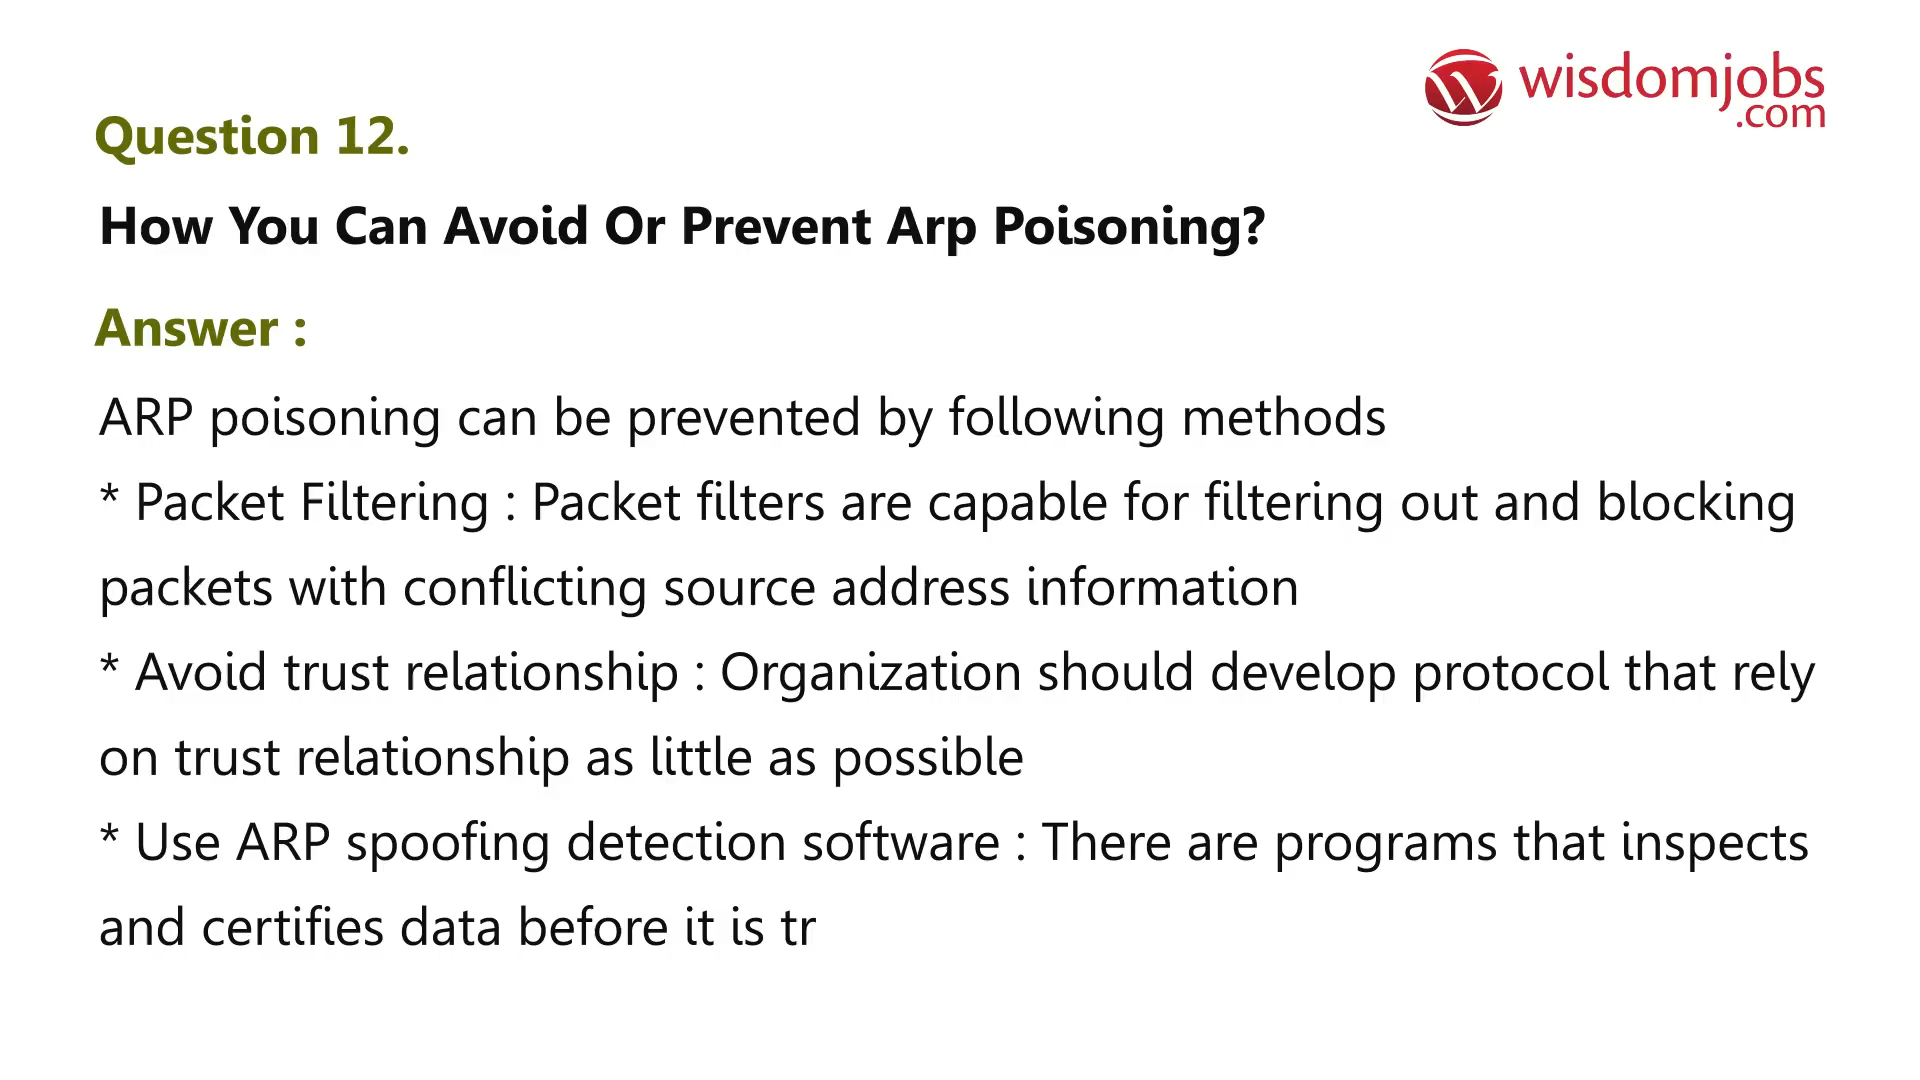 wisdomjobs
.com
Question 12.
How You Can Avoid Or Prevent Arp Poisoning?
Answer :
ARP poisoning can be prevented by following methods
* Packet Filtering : Packet filters are capable for filtering out and blocking
packets with conflicting source address information
* Avoid trust relationship : Organization should develop protocol that rely
on trust relationship as little as possible
* Use ARP spoofing detection software : There are programs that inspects
and certifies data before it is tr